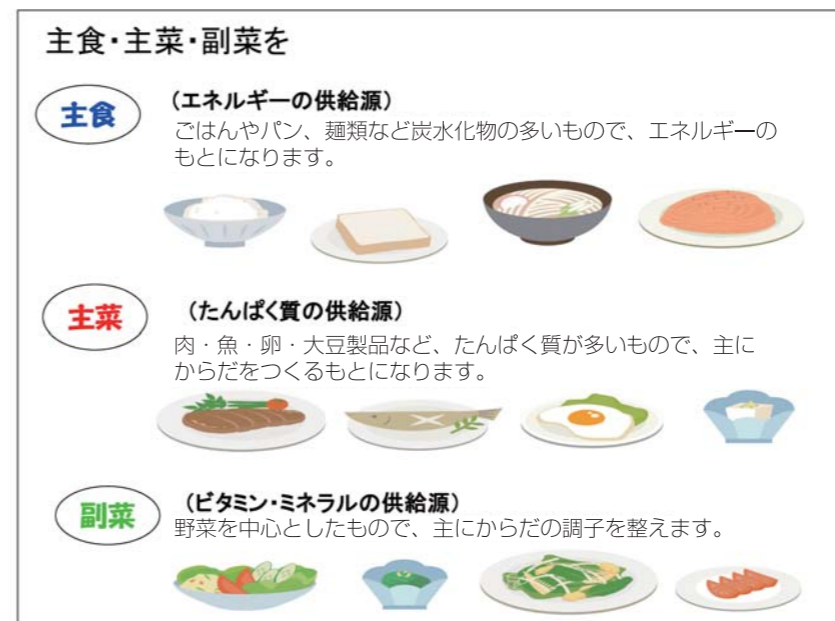 主食・主菜・副菜を
主食
（エネルギーの供給源）
ごはんやパン、麺類など炭水化物の多いもので、エネルギーの
もとになります。
主菜
（たんぱく質の供給源）
肉・魚・卵・大豆製品など、たんぱく質が多いもので、主に
からだをつくるもとになります。
副菜
（ビタミン・ミネラルの供給源）
野菜を中心としたもので、主にからだの調子を整えます。